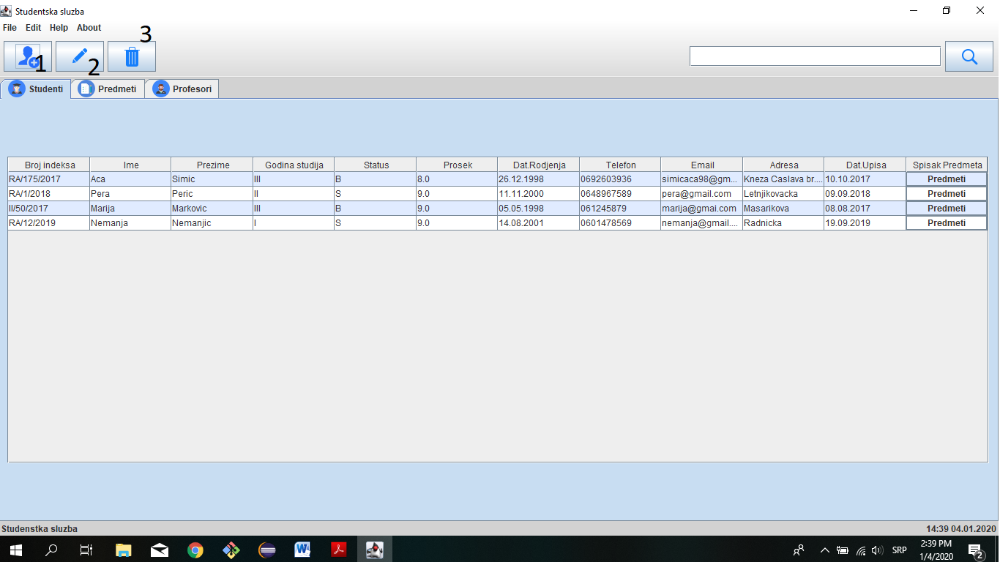 Studentska sluzba
File Edit Help About
1 2 3
Studenti Predmeti Profesori
Broj indeksa Ime Prezime Godina studija Status Prosek Dat.Rodjenja Telefon Email Adresa Dat.Upisa Spisak Predmeta
RA/175/2017 Aca Simic III B 8.0 26.12.1998 0692603936 simicaca98@gm... Kneza Caslava br.... 10.10.2017 Predmeti
RA/1/2018 Pera Peric II S 9.0 11.11.2000 0648967589 pera@gmail.com Letnjikovacka 09.09.2018 Predmeti
II/50/2017 Marija Markovic III B 9.0 05.05.1998 061245879 marija@gmai.com Masarikova 08.08.2017 Predmeti
RA/12/2019 Nemanja Nemanjic I S 9.0 14.08.2001 0601478569 nemanja@gmail.... Radnicka 19.09.2019 Predmeti
Studenstka sluzba 14:39 04.01.2020
SRP 2:39 PM 2
1/4/2020